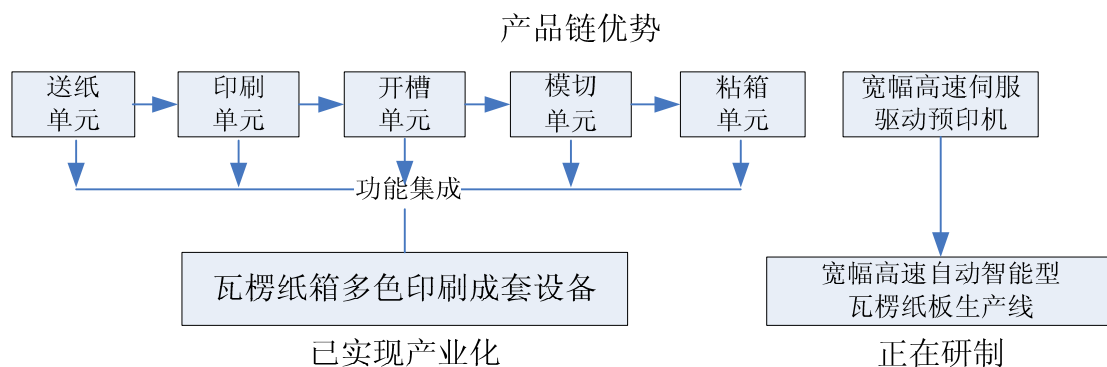 产品链优势
送纸
单元
印刷
单元
开槽
单元
模切
单元
粘箱
单元
宽幅高速伺服
驱动预印机
功能集成
瓦楞纸箱多色印刷成套设备
宽幅高速自动智能型
瓦楞纸板生产线
已实现产业化
正在研制